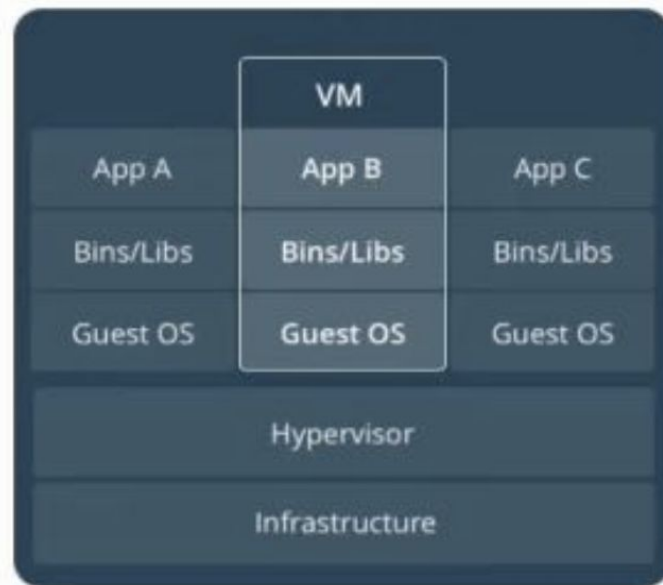 VM
App A App B App C
Bins/Libs Bins/Libs Bins/Libs
Guest OS Guest OS Guest OS
Hypervisor
Infrastructure